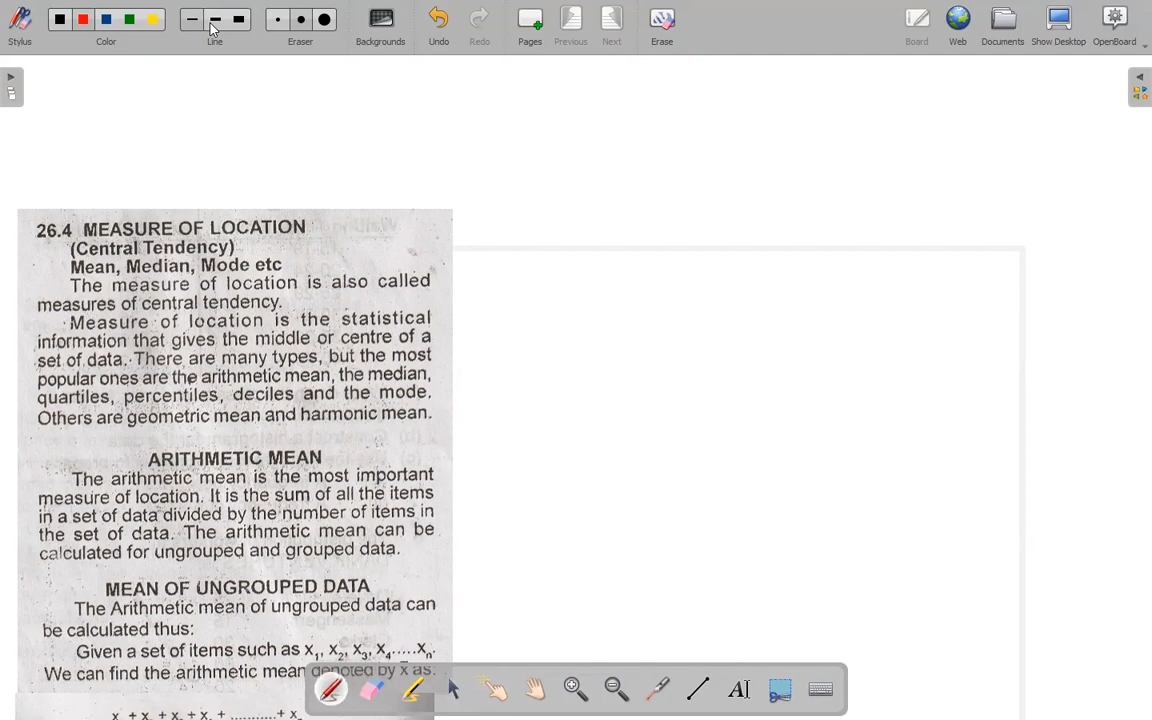 Stylus
Color
Line
Eraser
Backgrounds
Undo
Redo
Pages
Previous
Next
Erase
Board
Web
Documents
Show Desktop
OpenBoard
26.4 MEASURE OF LOCATION
(Central Tendency)
Mean, Median, Mode etc
The measure of location is also called
measures of central tendency.
Measure of location is the statistical
information that gives the middle or centre of a
set of data. There are many types, but the most
popular ones are the arithmetic mean, the median,
quartiles, percentiles, deciles and the mode.
Others are geometric mean and harmonic mean.
ARITHMETIC MEAN
The arithmetic mean is the most important
measure of location. It is the sum of all the items
in a set of data divided by the number of items in
the set of data. The arithmetic mean can be
calculated for ungrouped and grouped data.
MEAN OF UNGROUPED DATA
The Arithmetic mean of ungrouped data can
be calculated thus:
Given a set of items such as x₁, x₂, x₃, x₄.....xₙ.
We can find the arithmetic mean denoted by x̄ as: